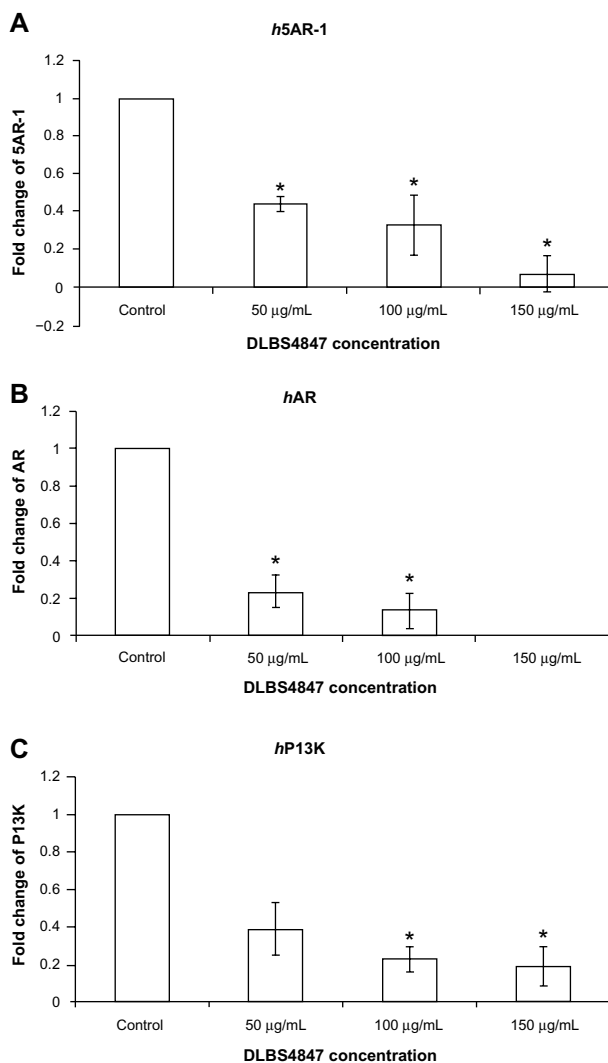 A
h5AR-1
1.2
1
0.8
0.6
0.4
0.2
0
−0.2
Fold change of 5AR-1
*
*
*
Control
50 μg/mL
100 μg/mL
150 μg/mL
DLBS4847 concentration
B
hAR
1.2
1
0.8
0.6
0.4
0.2
0
Fold change of AR
*
*
Control
50 μg/mL
100 μg/mL
150 μg/mL
DLBS4847 concentration
C
hP13K
1.2
1
0.8
0.6
0.4
0.2
0
Fold change of P13K
*
*
Control
50 μg/mL
100 μg/mL
150 μg/mL
DLBS4847 concentration